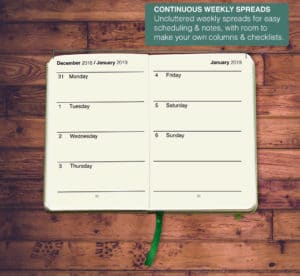 CONTINUOUS WEEKLY SPREADS
Uncluttered weekly spreads for easy
scheduling & notes, with room to
make your own columns & checklists.
December 2018 / January 2019
31 Monday
1 Tuesday
2 Wednesday
3 Thursday
January 2019
4 Friday
5 Saturday
6 Sunday